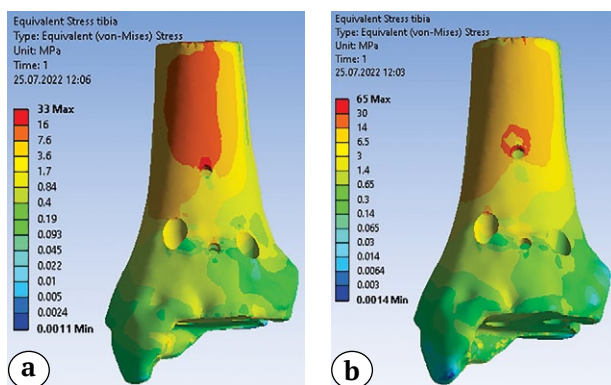 Equivalent Stress tibia
Type: Equivalent (von-Mises) Stress
Unit: MPa
Time: 1
25.07.2022 12:06
33 Max
16
7.6
3.6
1.7
0.84
0.4
0.19
0.093
0.045
0.022
0.01
0.005
0.0024
0.0011 Min
a
Equivalent Stress tibia
Type: Equivalent (von-Mises) Stress
Unit: MPa
Time: 1
25.07.2022 12:03
65 Max
30
14
6.5
3
1.4
0.65
0.3
0.14
0.065
0.03
0.014
0.0064
0.003
0.0014 Min
b